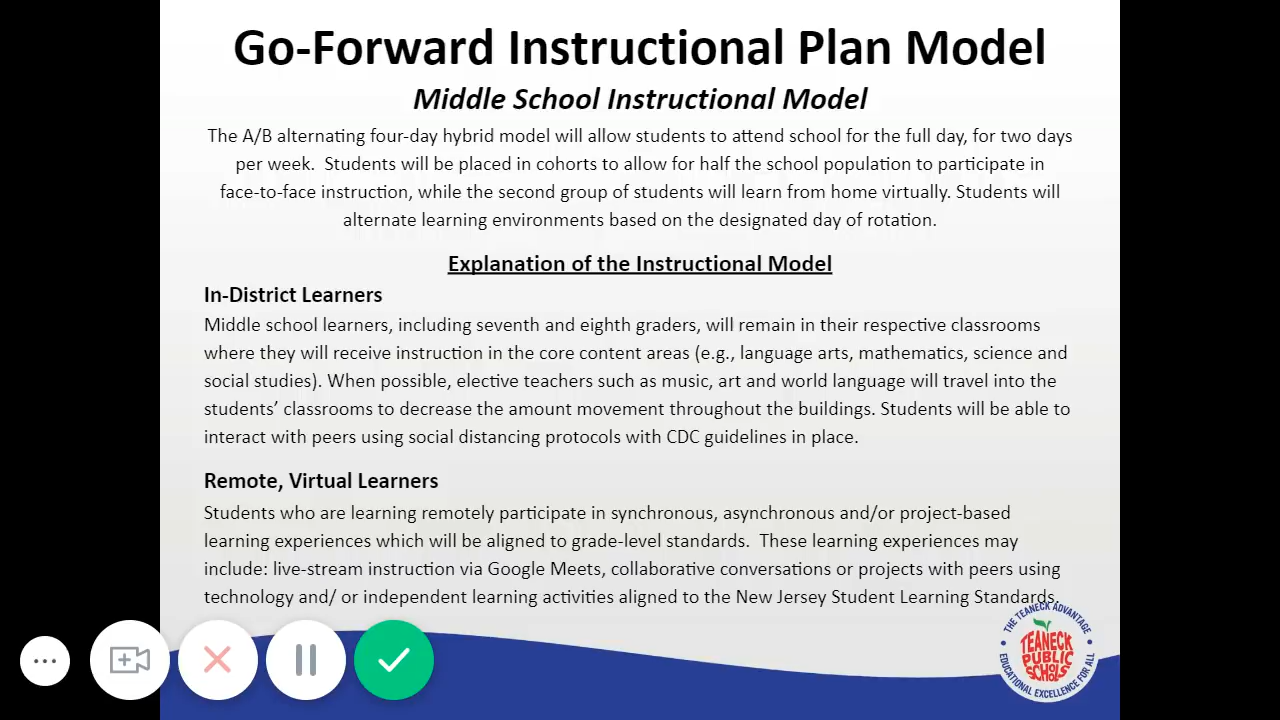 Go-Forward Instructional Plan Model
Middle School Instructional Model
The A/B alternating four-day hybrid model will allow students to attend school for the full day, for two days
per week.  Students will be placed in cohorts to allow for half the school population to participate in
face-to-face instruction, while the second group of students will learn from home virtually. Students will
alternate learning environments based on the designated day of rotation.
Explanation of the Instructional Model
In-District Learners
Middle school learners, including seventh and eighth graders, will remain in their respective classrooms
where they will receive instruction in the core content areas (e.g., language arts, mathematics, science and
social studies). When possible, elective teachers such as music, art and world language will travel into the
students’ classrooms to decrease the amount movement throughout the buildings. Students will be able to
interact with peers using social distancing protocols with CDC guidelines in place.
Remote, Virtual Learners
Students who are learning remotely participate in synchronous, asynchronous and/or project-based
learning experiences which will be aligned to grade-level standards.  These learning experiences may
include: live-stream instruction via Google Meets, collaborative conversations or projects with peers using
technology and/ or independent learning activities aligned to the New Jersey Student Learning Standards.
THE TEANECK ADVANTAGE
TEANECK
PUBLIC
SCHOOLS
EDUCATIONAL EXCELLENCE FOR ALL